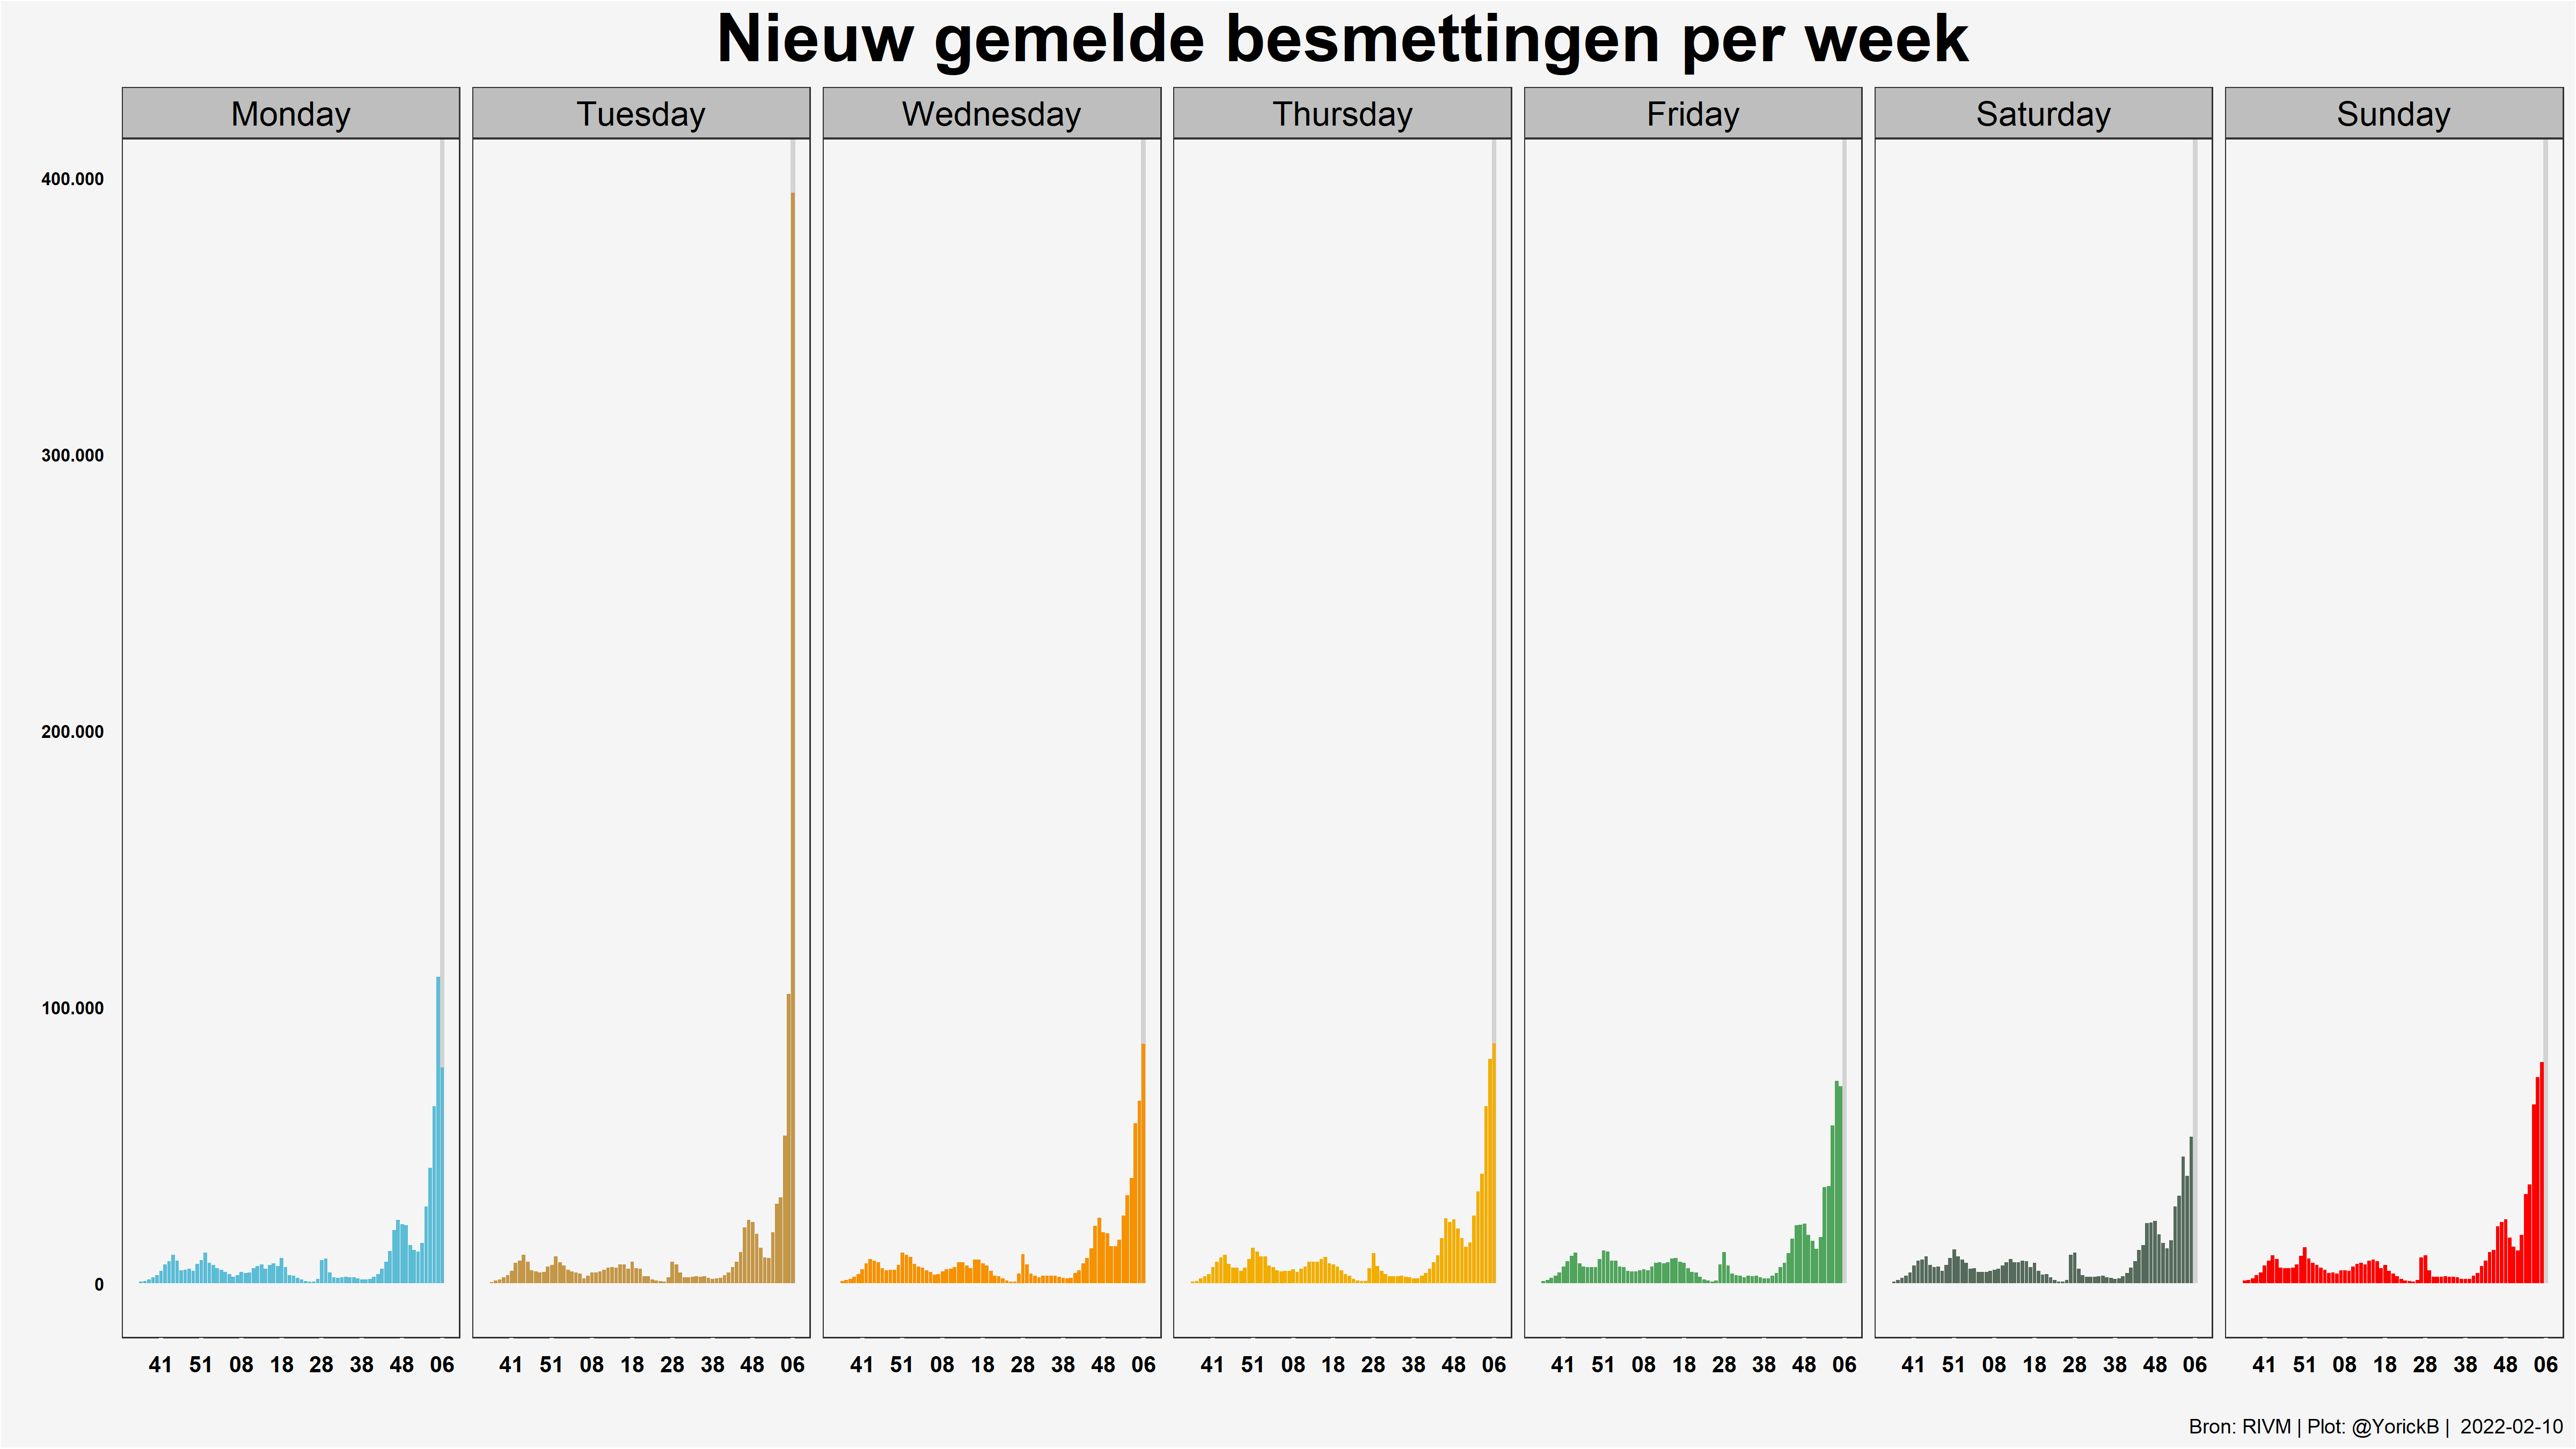 Nieuw gemelde besmettingen per week
Monday Tuesday Wednesday Thursday Friday Saturday Sunday
400.000
300.000
200.000
100.000
0
41 51 08 18 28 38 48 06 41 51 08 18 28 38 48 06 41 51 08 18 28 38 48 06 41 51 08 18 28 38 48 06 41 51 08 18 28 38 48 06 41 51 08 18 28 38 48 06 41 51 08 18 28 38 48 06
Bron: RIVM | Plot: @YorickB | 2022-02-10